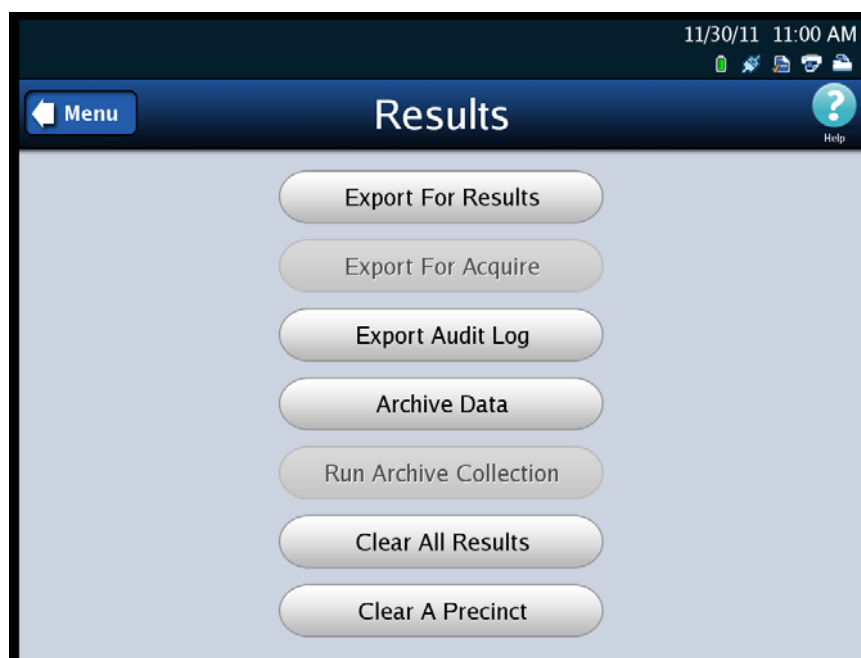 11/30/11 11:00 AM
Menu
Results
?
Help
Export For Results
Export For Acquire
Export Audit Log
Archive Data
Run Archive Collection
Clear All Results
Clear A Precinct